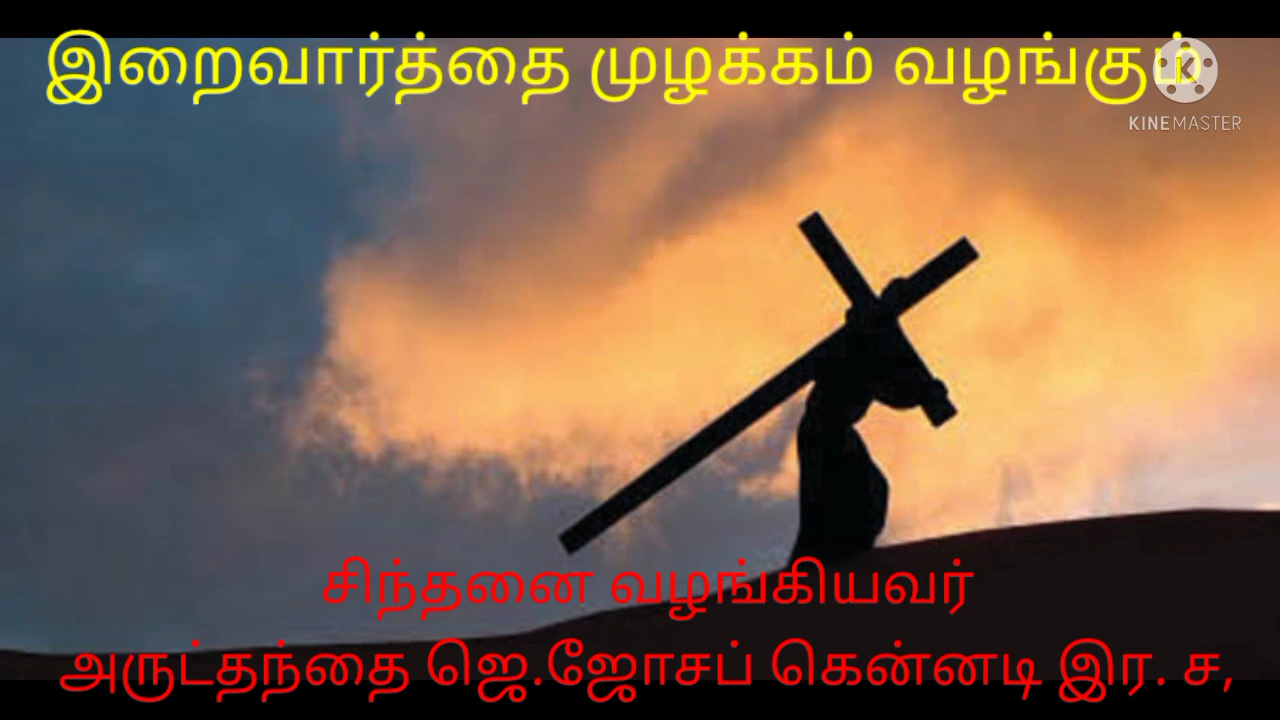 இறைவார்த்தை முழக்கம் வழங்கும்
KINEMASTER
சிந்தனை வழங்கியவர்
அருட்தந்தை ஜெ.ஜோசப் கென்னடி இர. ச,